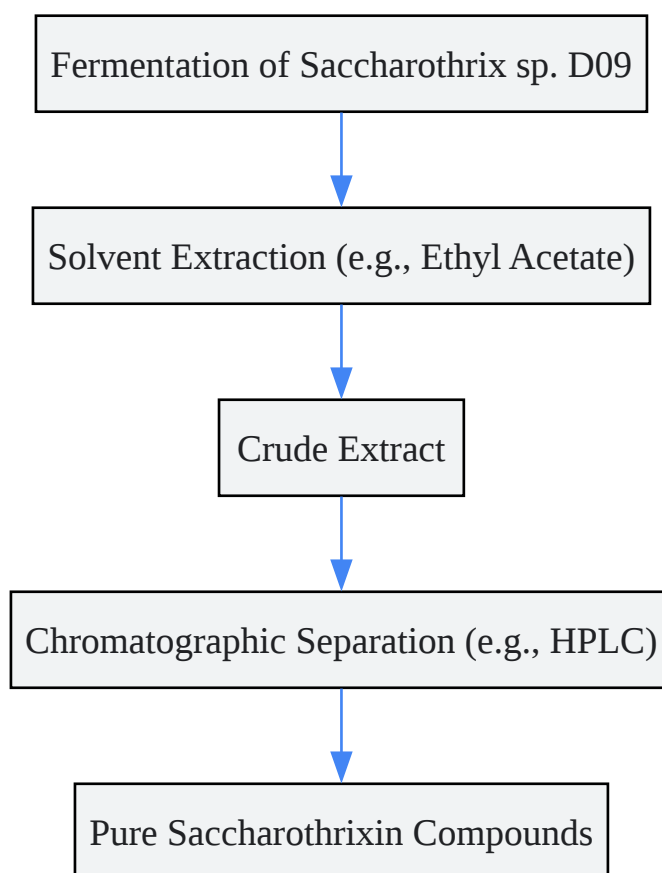 Fermentation of Saccharothrix sp. D09
Solvent Extraction (e.g., Ethyl Acetate)
Crude Extract
Chromatographic Separation (e.g., HPLC)
Pure Saccharothrixin Compounds